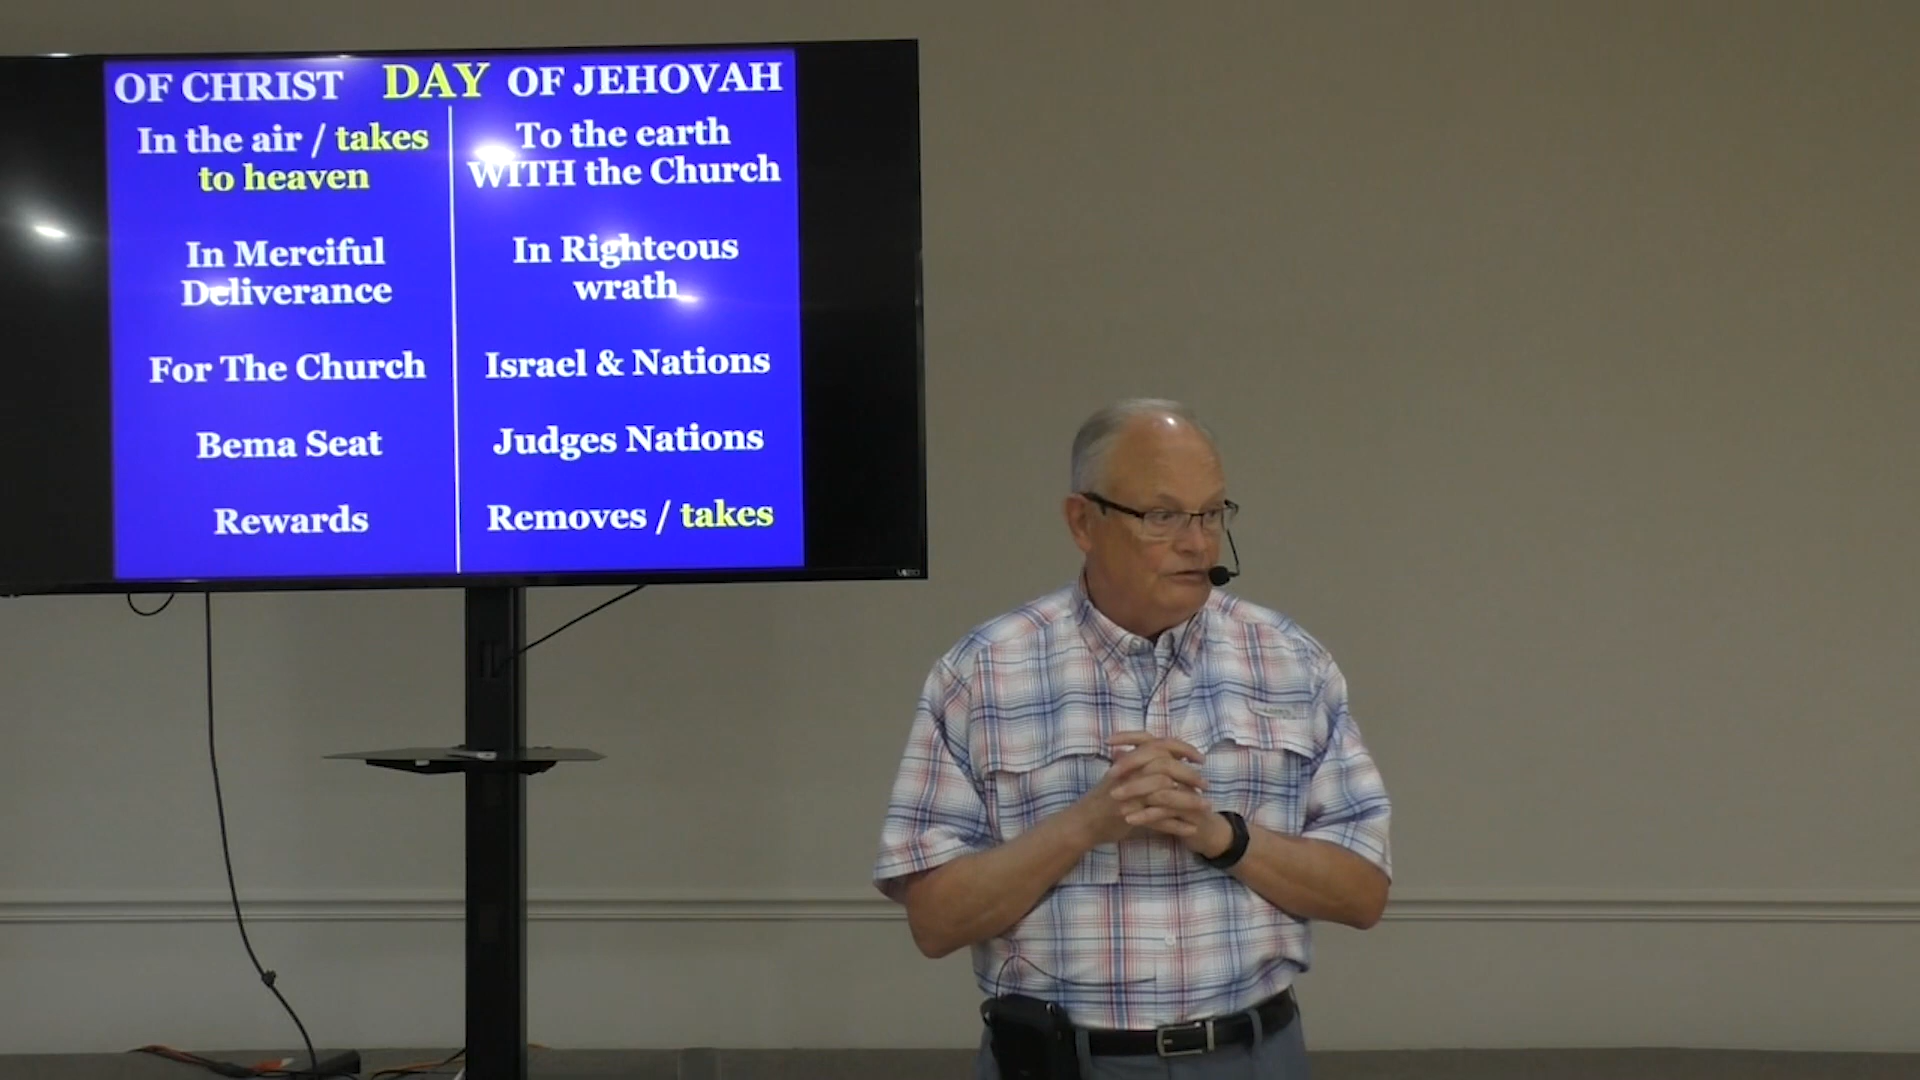 OF CHRIST DAY OF JEHOVAH
In the air / takes
to heaven
To the earth
WITH the Church
In Merciful
Deliverance
In Righteous
wrath
For The Church
Israel & Nations
Bema Seat
Judges Nations
Rewards
Removes / takes
VIZIO